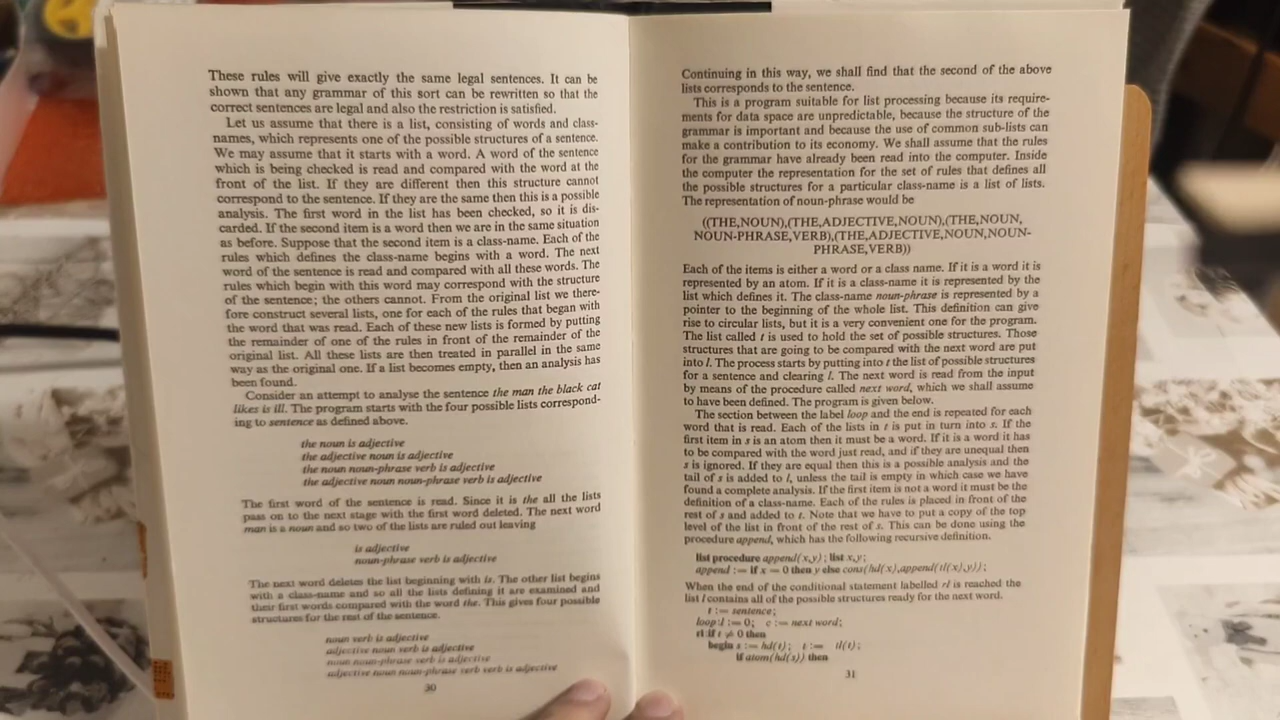 These rules will give exactly the same legal sentences. It can be
shown that any grammar of this sort can be rewritten so that the
correct sentences are legal and also the restriction is satisfied.
Let us assume that there is a list, consisting of words and class-
names, which represents one of the possible structures of a sentence.
We may assume that it starts with a word. A word of the sentence
which is being checked is read and compared with the word at the
front of the list. If they are different then this structure cannot
correspond to the sentence. If they are the same then this is a possible
analysis. The first word in the list has been checked, so it is dis-
carded. If the second item is a word then we are in the same situation
as before. Suppose that the second item is a class-name. Each of the
rules which defines the class-name begins with a word. The next
word of the sentence is read and compared with all these words. The
rules which begin with this word may correspond with the structure
of the sentence; the others cannot. From the original list we there-
fore construct several lists, one for each of the rules that began with
the word that was read. Each of these new lists is formed by putting
the remainder of one of the rules in front of the remainder of the
original list. All these lists are then treated in parallel in the same
way as the original one. If a list becomes empty, then an analysis has
been found.
Consider an attempt to analyse the sentence the man the black cat
likes is ill. The program starts with the four possible lists correspond-
ing to sentence as defined above.
the noun is adjective
the adjective noun is adjective
the noun noun-phrase verb is adjective
the adjective noun noun-phrase verb is adjective
The first word of the sentence is read. Since it is the all the lists
pass on to the next stage with the first word deleted. The next word
man is a noun and so two of the lists are ruled out leaving
is adjective
noun-phrase verb is adjective
The next word deletes the list beginning with is. The other list begins
with a class-name and so all the lists defining it are examined and
their first words compared with the word the. This gives four possible
structures for the rest of the sentence.
noun verb is adjective
adjective noun verb is adjective
noun noun-phrase verb verb is adjective
adjective noun noun-phrase verb verb is adjective
30
Continuing in this way, we shall find that the second of the above
lists corresponds to the sentence.
This is a program suitable for list processing because its require-
ments for data space are unpredictable, because the structure of the
grammar is important and because the use of common sub-lists can
make a contribution to its economy. We shall assume that the rules
for the grammar have already been read into the computer. Inside
the computer the representation for the set of rules that defines all
the possible structures for a particular class-name is a list of lists.
The representation of noun-phrase would be
((THE,NOUN),(THE,ADJECTIVE,NOUN),(THE,NOUN,
NOUN-PHRASE,VERB),(THE,ADJECTIVE,NOUN,NOUN-
PHRASE,VERB))
Each of the items is either a word or a class name. If it is a word it is
represented by an atom. If it is a class-name it is represented by the
list which defines it. The class-name noun-phrase is represented by a
pointer to the beginning of the whole list. This definition can give
rise to circular lists, but it is a very convenient one for the program.
The list called t is used to hold the set of possible structures. Those
structures that are going to be compared with the next word are put
into l. The process starts by putting into t the list of possible structures
for a sentence and clearing l. The next word is read from the input
by means of the procedure called next word, which we shall assume
to have been defined. The program is given below.
The section between the label loop and the end is repeated for each
word that is read. Each of the lists in t is put in turn into s. If the
first item in s is an atom then it must be a word. If it is a word it has
to be compared with the word just read, and if they are unequal then
s is ignored. If they are equal then this is a possible analysis and the
tail of s is added to l, unless the tail is empty in which case we have
found a complete analysis. If the first item is not a word it must be the
definition of a class-name. Each of the rules is placed in front of the
rest of s and added to t. Note that we have to put a copy of the top
level of the list in front of the rest of s. This can be done using the
procedure append, which has the following recursive definition.
list procedure append(x,y); list x,y;
append := if x = 0 then y else cons(hd(x),append(tl(x),y));
When the end of the conditional statement labelled rl is reached the
list l contains all of the possible structures ready for the next word.
t := sentence;
loop:l := 0; c := next word;
rl:if t ≠ 0 then
begin s := hd(t); t := tl(t);
if atom(hd(s)) then
31